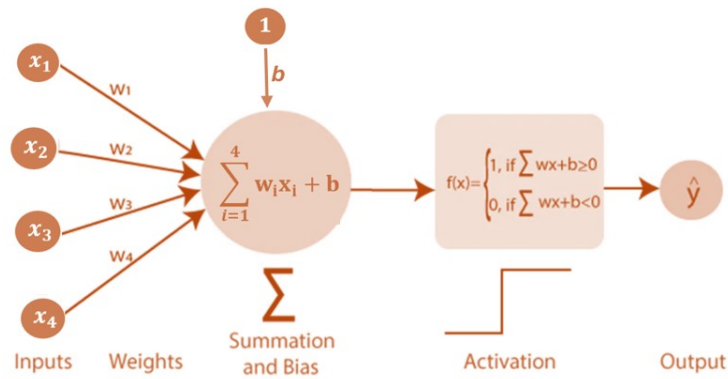 1
b
x₁
x₂
x₃
x₄
W1
W2
W3
W4
4
∑ wᵢxᵢ + b
i=1
f(x)= {1, if ∑ wx+b≥0
0, if ∑ wx+b<0
ŷ
∑
Inputs
Weights
Summation
and Bias
Activation
Output